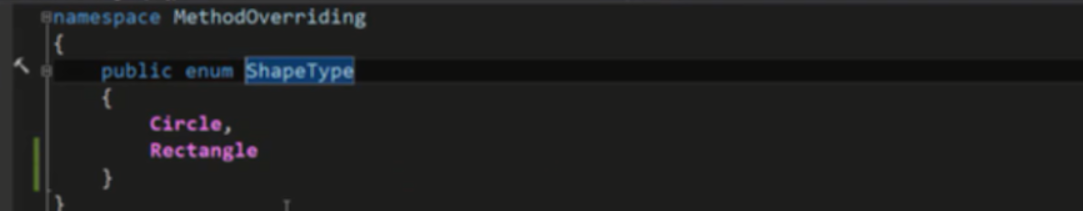 namespace MethodOverriding
{
public enum ShapeType
{
Circle,
Rectangle
}
}